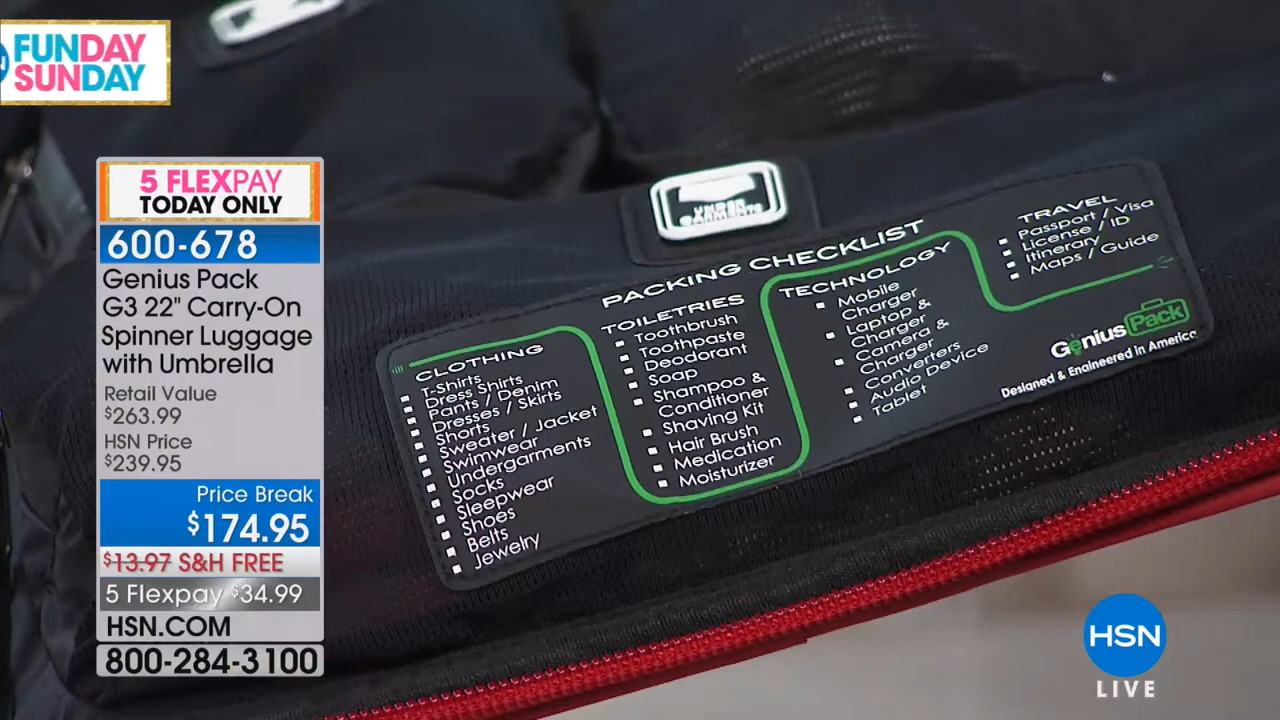 FUNDAY
SUNDAY
5 FLEXPAY
TODAY ONLY
600-678
Genius Pack
G3 22" Carry-On
Spinner Luggage
with Umbrella
Retail Value
$263.99
HSN Price
$239.95
Price Break
$174.95
$13.97 S&H FREE
5 Flexpay $34.99
HSN.COM
800-284-3100
UNDER
GARMENTS
PACKING CHECKLIST
CLOTHING
T-Shirts
Dress Shirts
Pants / Denim
Dresses / Skirts
Shorts
Sweater / Jacket
Swimwear
Undergarments
Socks
Sleepwear
Shoes
Belts
Jewelry
TOILETRIES
Toothbrush
Toothpaste
Deodorant
Soap
Shampoo &
Conditioner
Shaving Kit
Hair Brush
Medication
Moisturizer
TECHNOLOGY
Mobile
Charger
Laptop &
Charger
Camera &
Charger
Converters
Audio Device
Tablet
TRAVEL
Passport / Visa
License / ID
Itinerary
Maps / Guide
Genius Pack
Designed & Engineered in America
HSN
LIVE